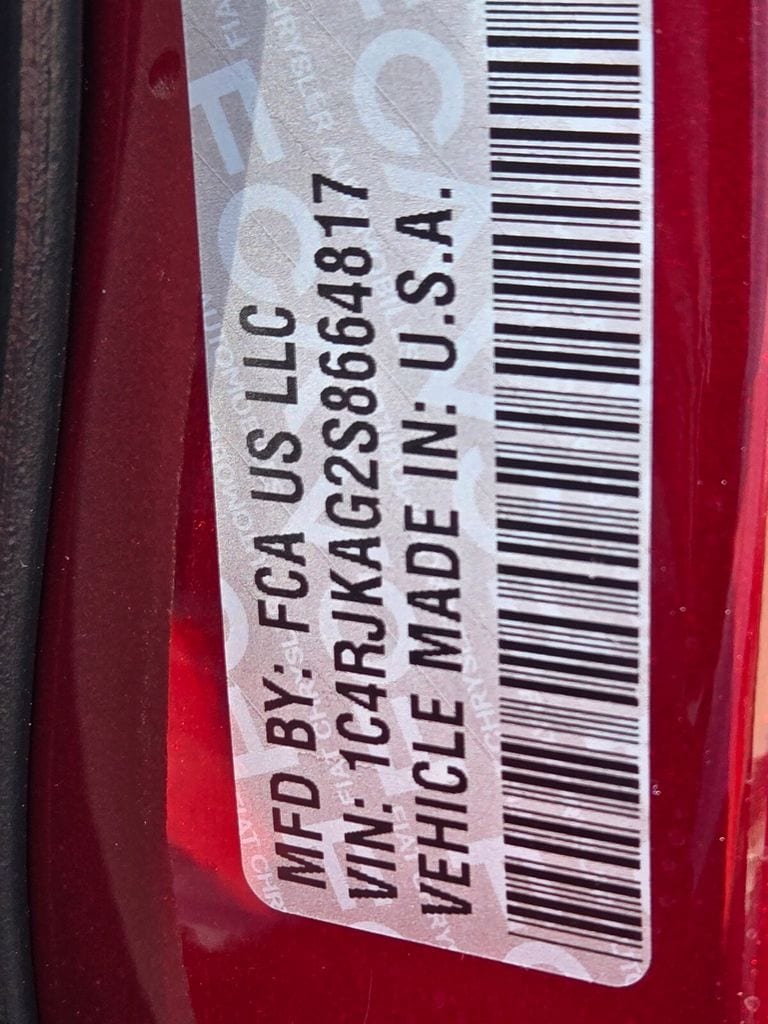 MFD BY: FCA US LLC
VIN: 1C4RJKAG2S8664817
VEHICLE MADE IN: U.S.A.